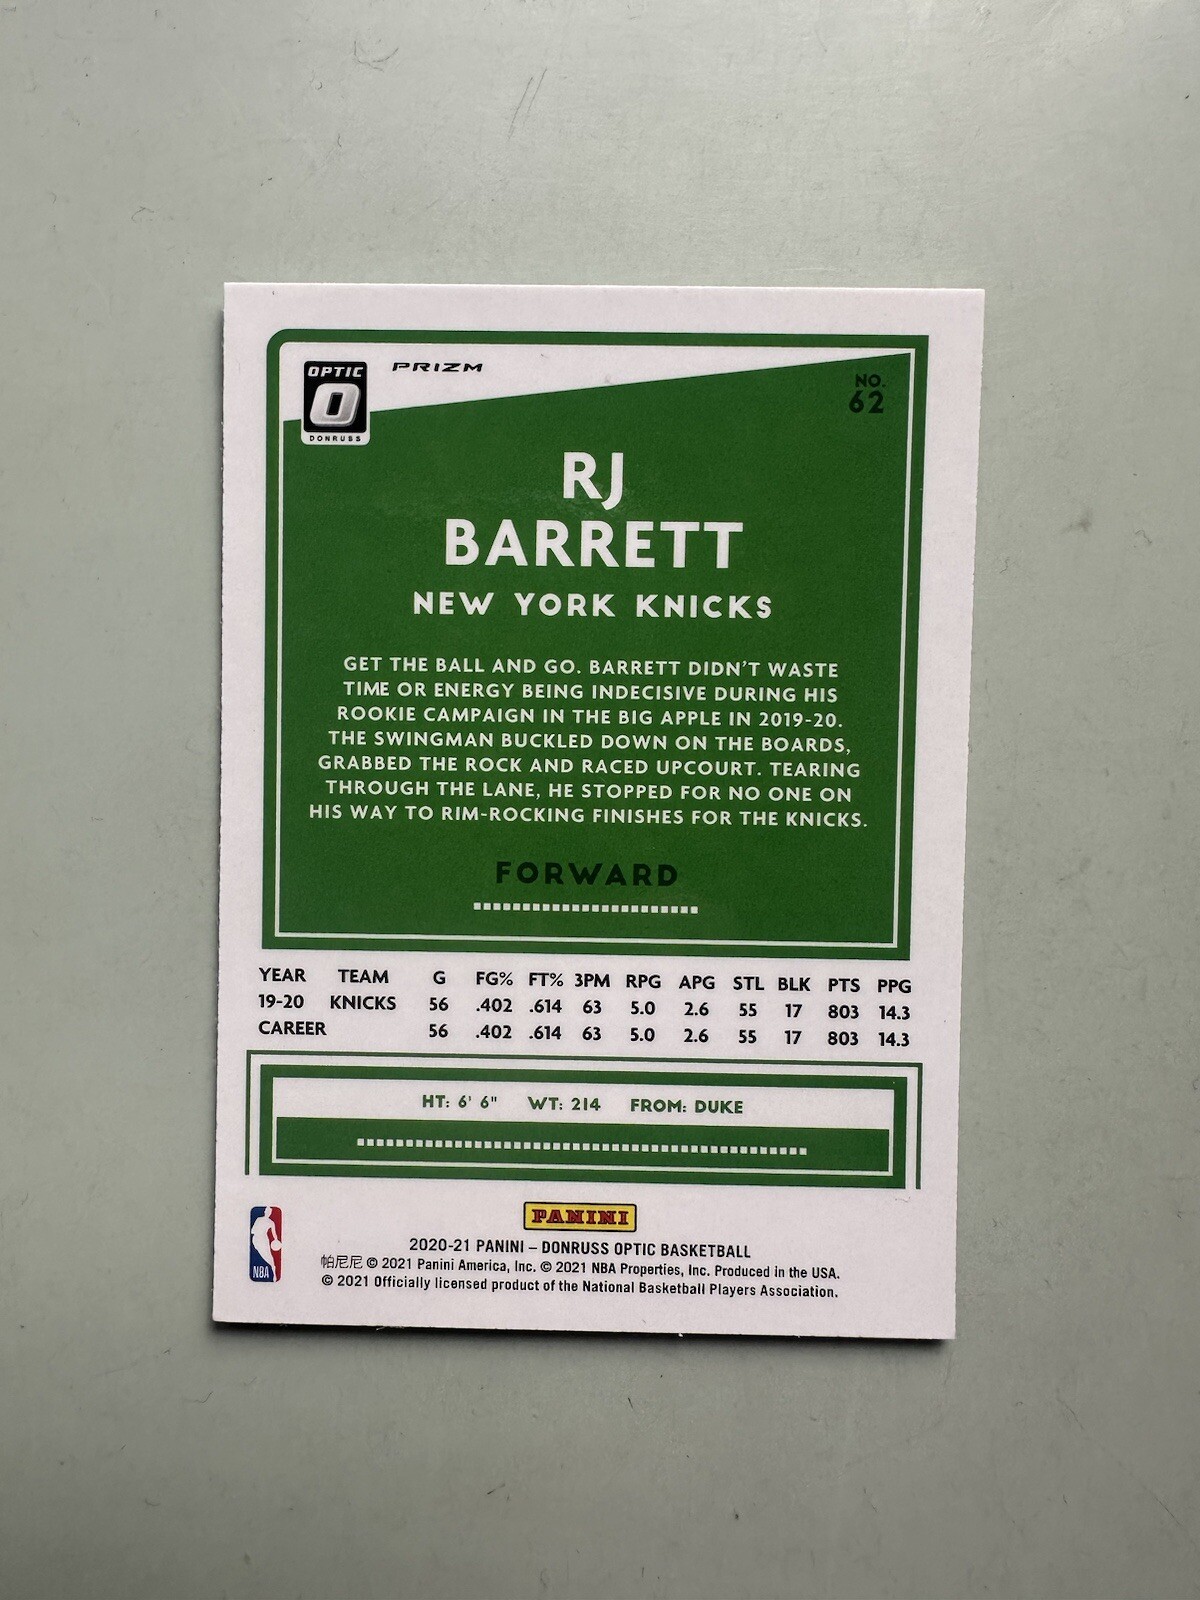 OPTIC
O
DONRUSS
PRIZM
NO.
62
RJ
BARRETT
NEW YORK KNICKS
GET THE BALL AND GO. BARRETT DIDN'T WASTE
TIME OR ENERGY BEING INDECISIVE DURING HIS
ROOKIE CAMPAIGN IN THE BIG APPLE IN 2019-20.
THE SWINGMAN BUCKLED DOWN ON THE BOARDS,
GRABBED THE ROCK AND RACED UPCOURT. TEARING
THROUGH THE LANE, HE STOPPED FOR NO ONE ON
HIS WAY TO RIM-ROCKING FINISHES FOR THE KNICKS.
FORWARD
YEAR TEAM G FG% FT% 3PM RPG APG STL BLK PTS PPG
19-20 KNICKS 56 .402 .614 63 5.0 2.6 55 17 803 14.3
CAREER 56 .402 .614 63 5.0 2.6 55 17 803 14.3
HT: 6' 6" WT: 214 FROM: DUKE
NBA
PANINI
2020-21 PANINI – DONRUSS OPTIC BASKETBALL
帕尼尼 © 2021 Panini America, Inc. © 2021 NBA Properties, Inc. Produced in the USA.
© 2021 Officially licensed product of the National Basketball Players Association.